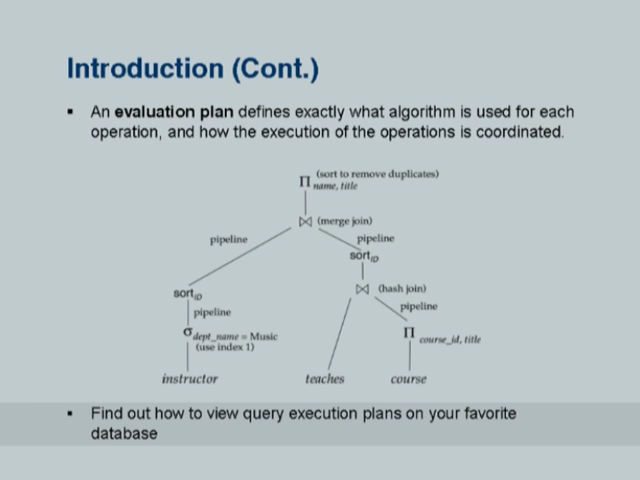 Introduction (Cont.)
▪ An evaluation plan defines exactly what algorithm is used for each
operation, and how the execution of the operations is coordinated.
Π name, title (sort to remove duplicates)
⋈ (merge join)
pipeline
pipeline
sort ID
sort ID
⋈ (hash join)
pipeline
pipeline
σ dept_name = Music
(use index 1)
Π course_id, title
instructor
teaches
course
▪ Find out how to view query execution plans on your favorite
database